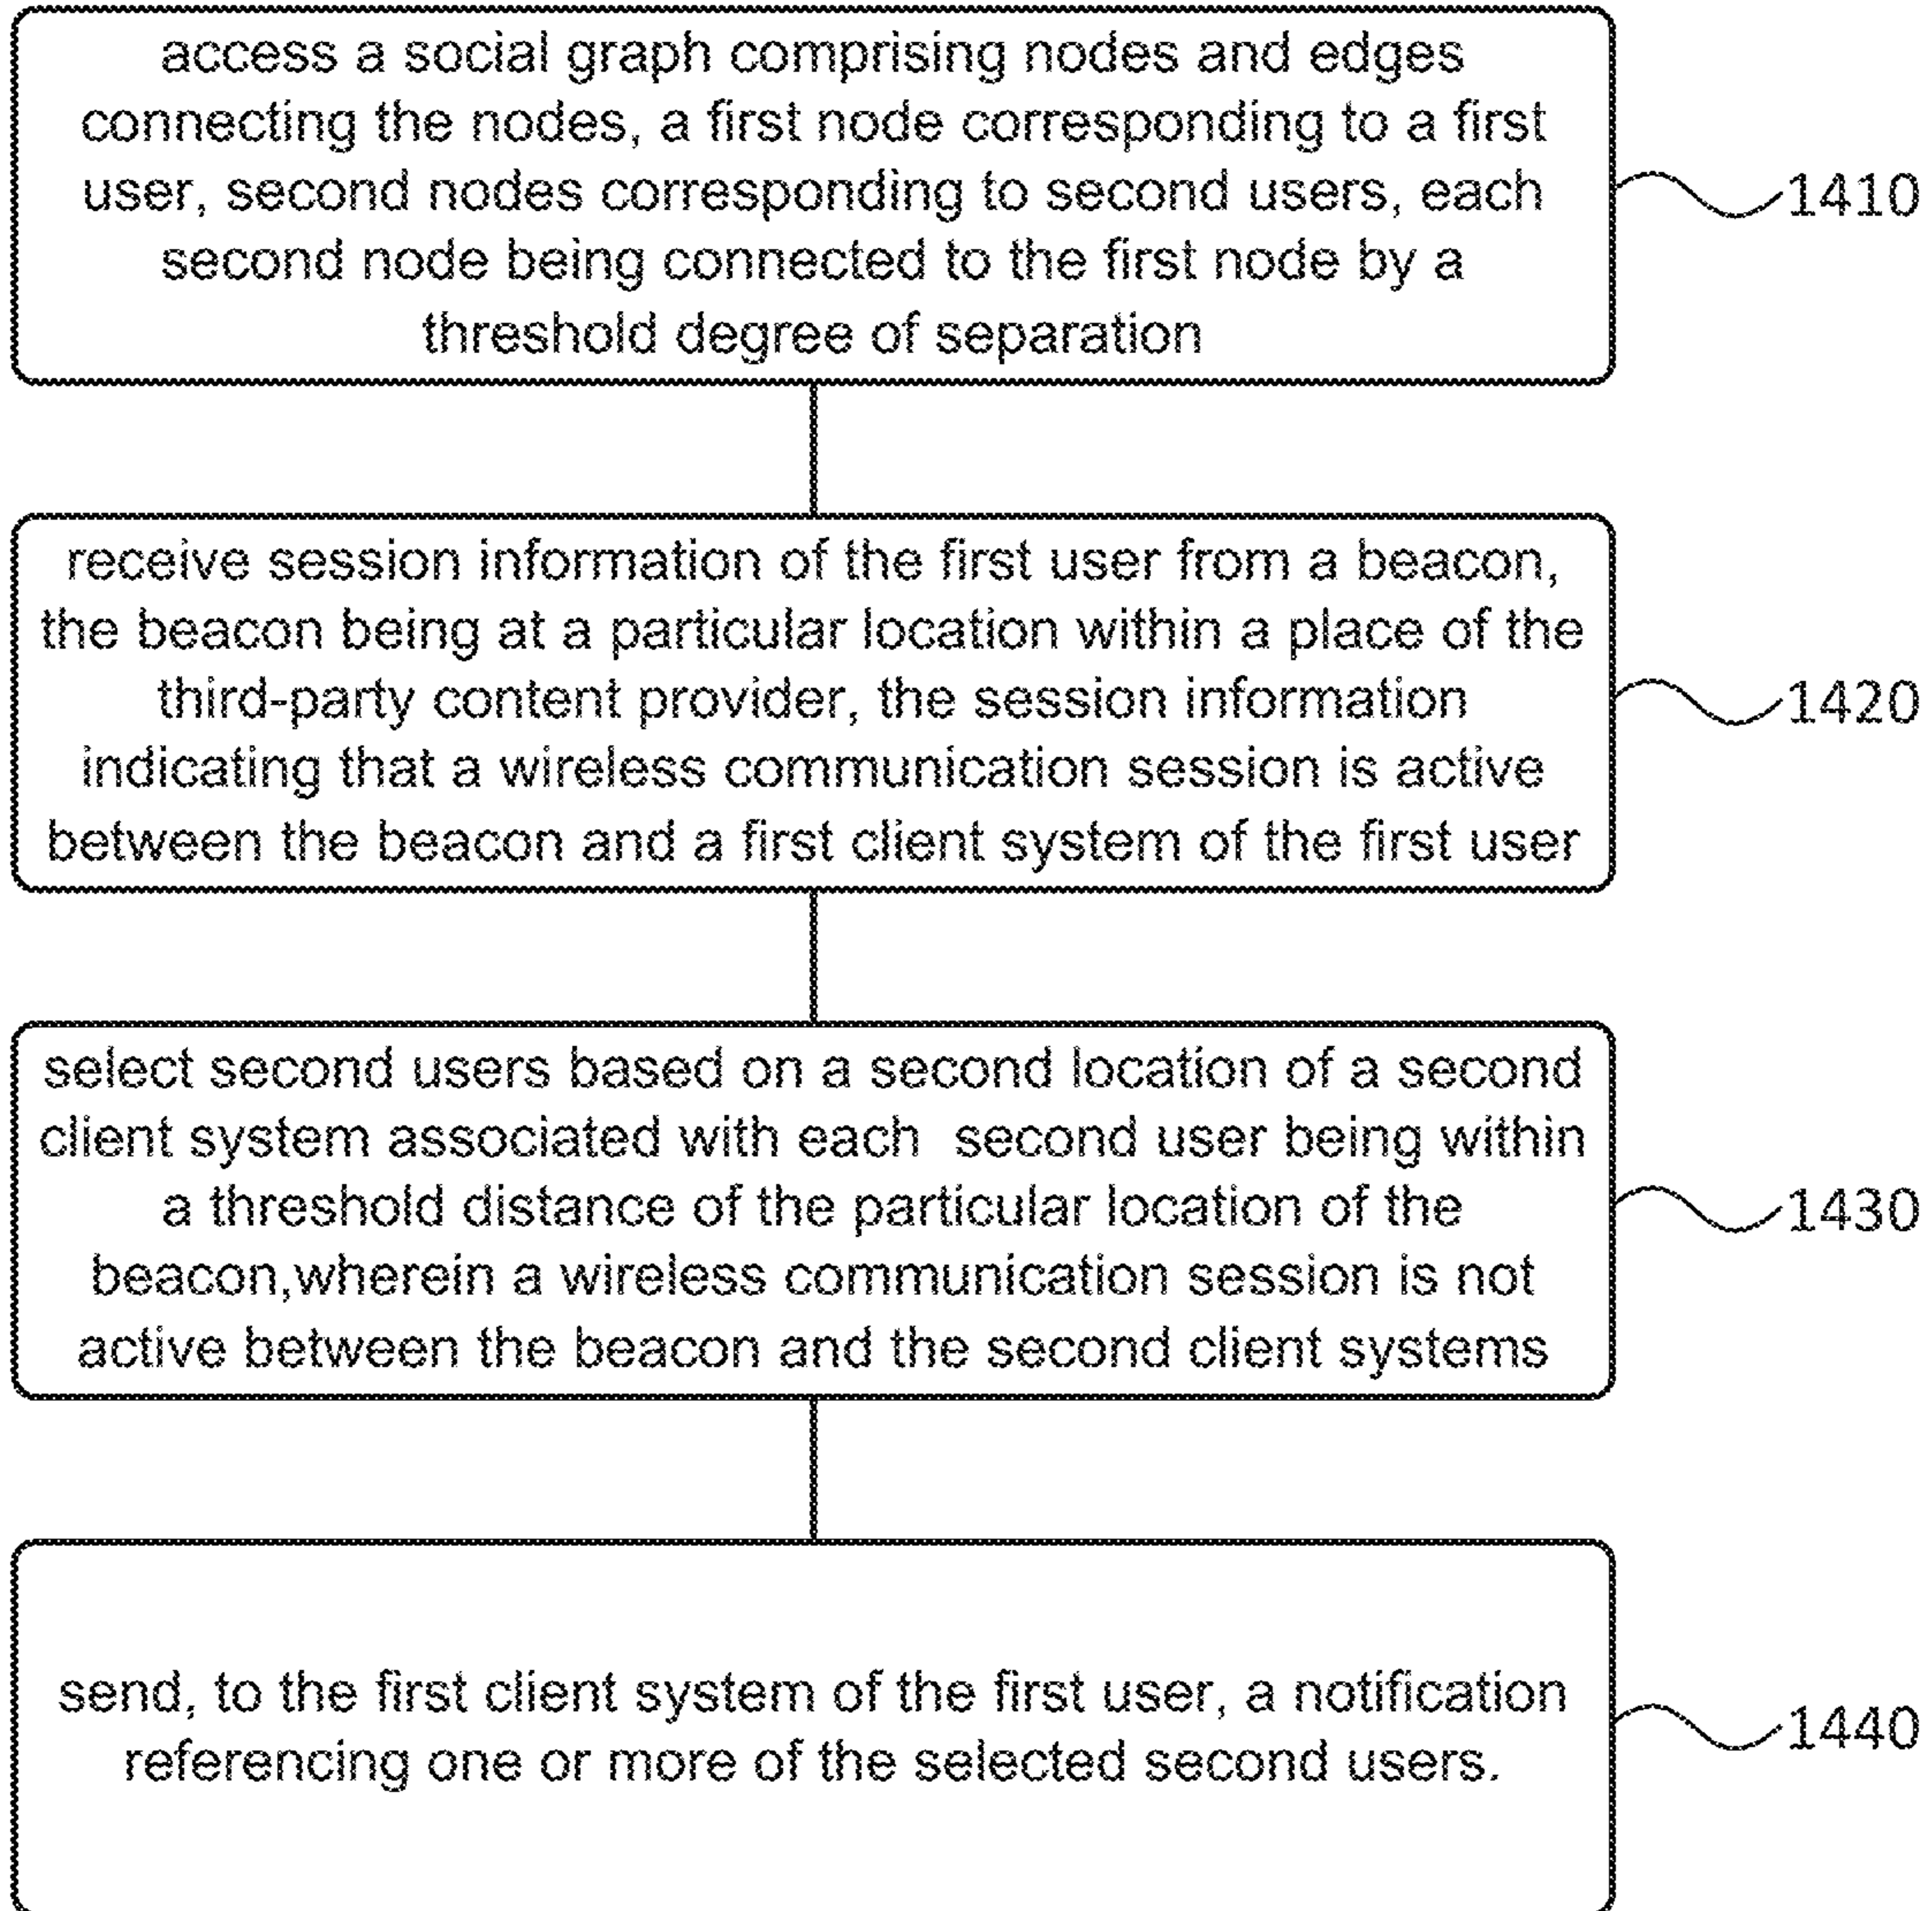 access a social graph comprising nodes and edges
connecting the nodes, a first node corresponding to a first
user, second nodes corresponding to second users, each
second node being connected to the first node by a
threshold degree of separation
1410
receive session information of the first user from a beacon,
the beacon being at a particular location within a place of the
third-party content provider, the session information
indicating that a wireless communication session is active
between the beacon and a first client system of the first user
1420
select second users based on a second location of a second
client system associated with each  second user being within
a threshold distance of the particular location of the
beacon,wherein a wireless communication session is not
active between the beacon and the second client systems
1430
send, to the first client system of the first user, a notification
referencing one or more of the selected second users.
1440